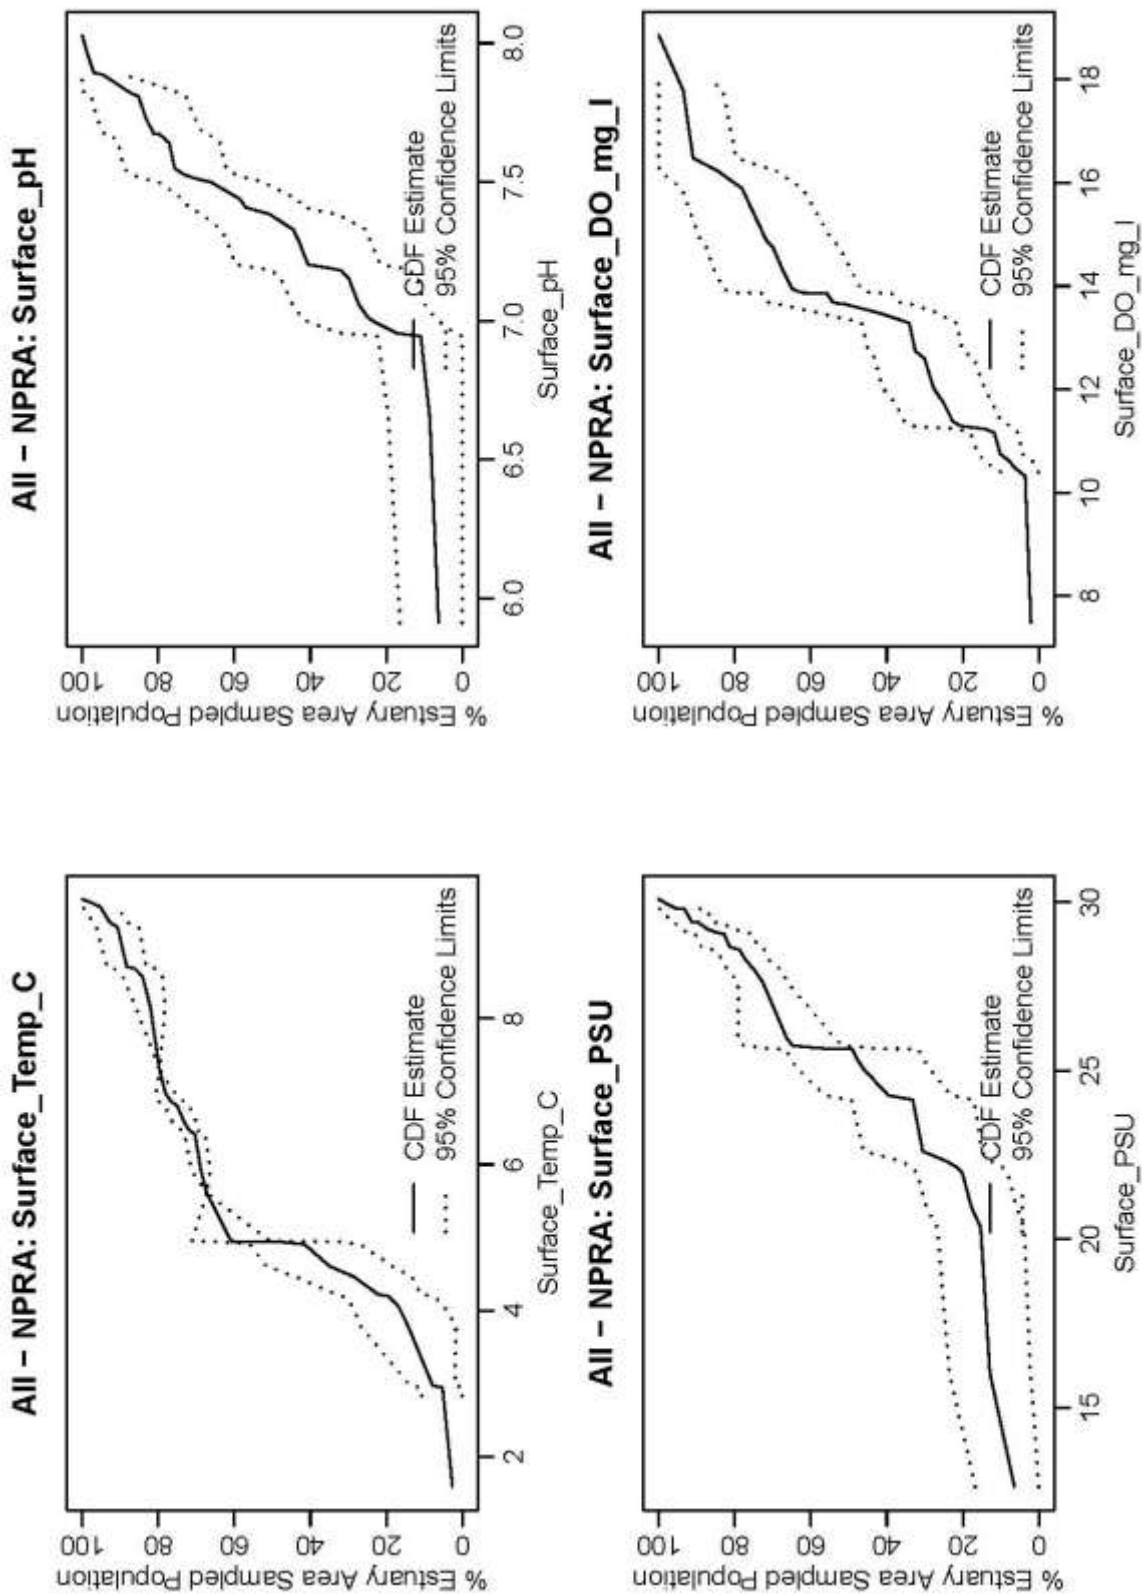 All – NPRA: Surface_Temp_C
% Estuary Area Sampled Population
0
20
40
60
80
100
2
4
6
8
Surface_Temp_C
CDF Estimate
95% Confidence Limits
All – NPRA: Surface_pH
% Estuary Area Sampled Population
0
20
40
60
80
100
6.0
6.5
7.0
7.5
8.0
Surface_pH
CDF Estimate
95% Confidence Limits
All – NPRA: Surface_PSU
% Estuary Area Sampled Population
0
20
40
60
80
100
15
20
25
30
Surface_PSU
CDF Estimate
95% Confidence Limits
All – NPRA: Surface_DO_mg_l
% Estuary Area Sampled Population
0
20
40
60
80
100
8
10
12
14
16
18
Surface_DO_mg_l
CDF Estimate
95% Confidence Limits